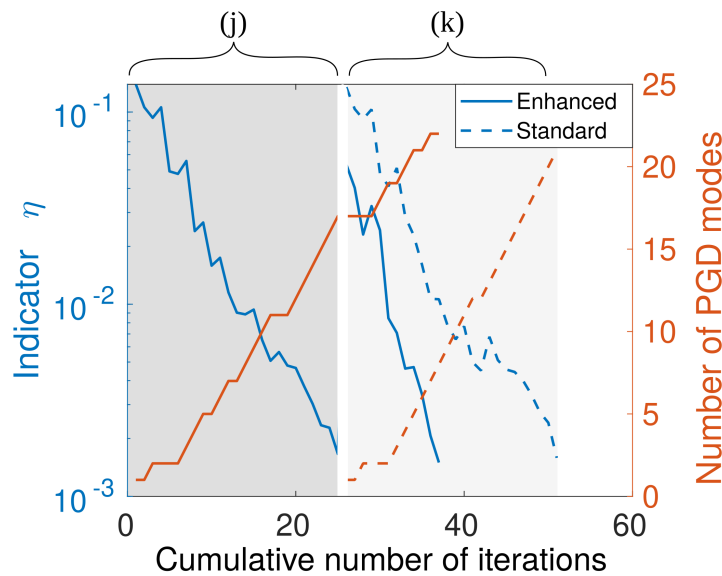 (j)
(k)
Enhanced
Standard
10^-1
10^-2
10^-3
Indicator η
25
20
15
10
5
0
Number of PGD modes
0
20
40
60
Cumulative number of iterations